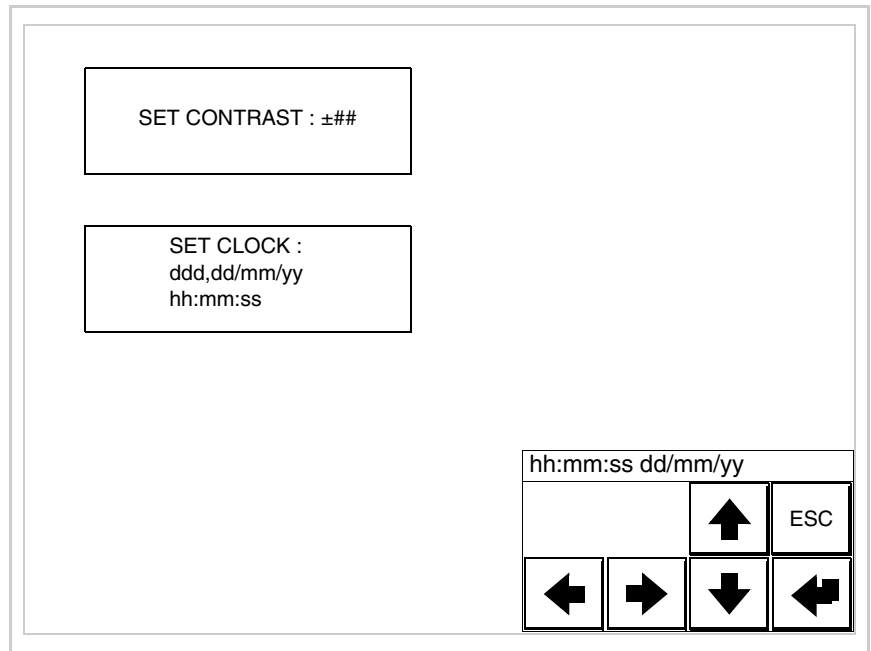 SET CONTRAST : ±##
SET CLOCK :
ddd,dd/mm/yy
hh:mm:ss
hh:mm:ss dd/mm/yy
ESC